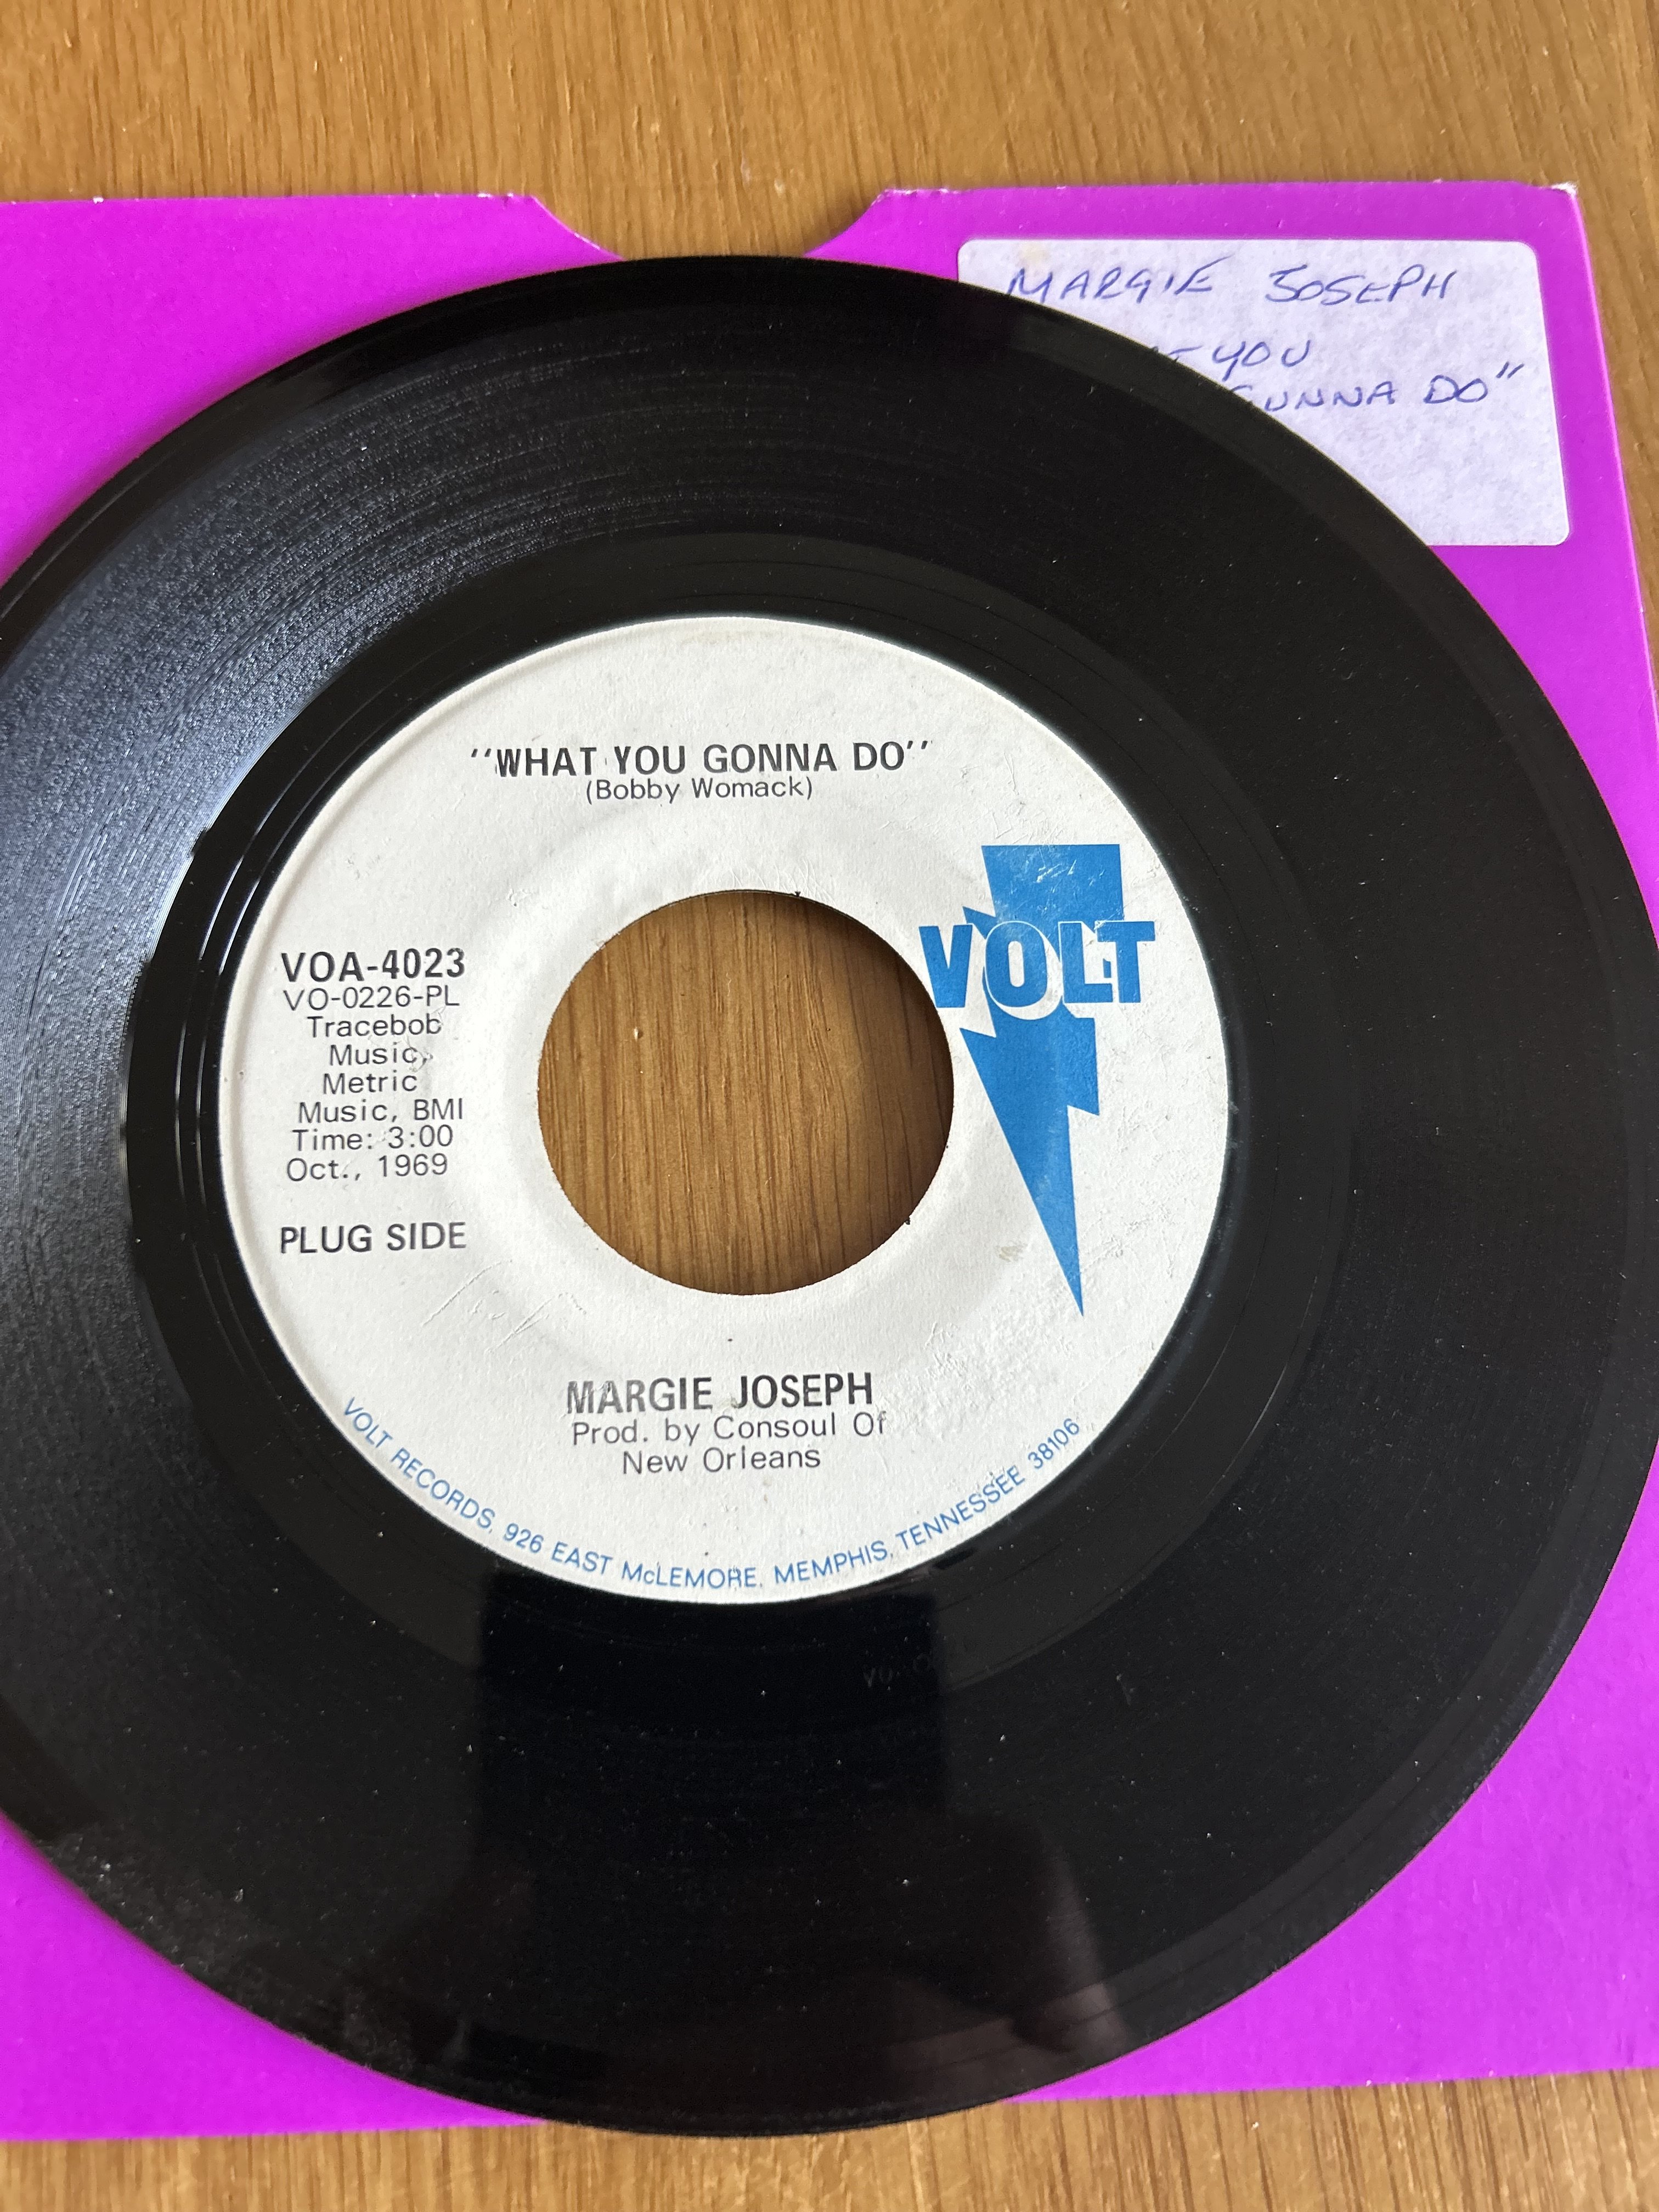 MARGIE JOSEPH
YOU
GUNNA DO"
"WHAT YOU GONNA DO"
(Bobby Womack)
VOLT
VOA-4023
VO-0226-PL
Tracebob
Music,
Metric
Music, BMI
Time: 3:00
Oct., 1969
PLUG SIDE
MARGIE JOSEPH
Prod. by Consoul Of
New Orleans
VOLT RECORDS, 926 EAST McLEMORE, MEMPHIS, TENNESSEE 38106